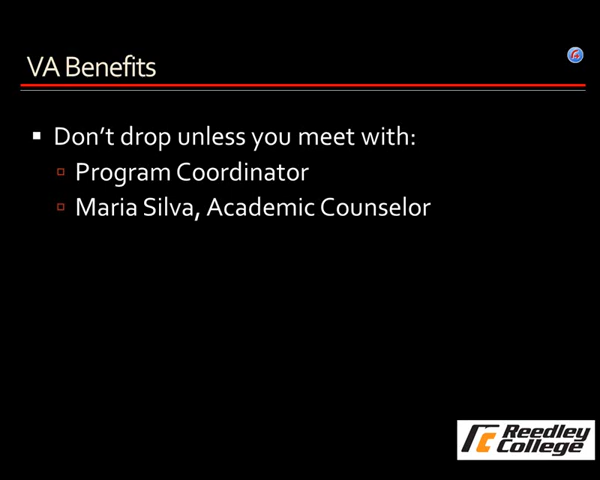 VA Benefits
Don't drop unless you meet with:
Program Coordinator
Maria Silva, Academic Counselor
Reedley
College